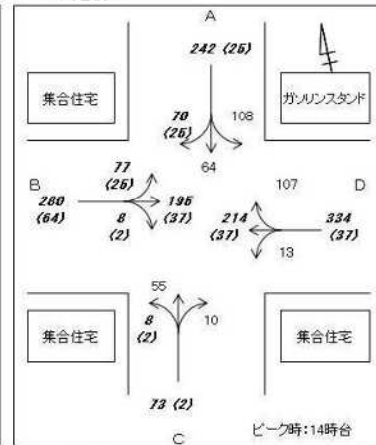 A
242 (25)
集合住宅
ガソリンスタンド
70
(25)
108
64
77
(25)
B
107
D
280
(64)
195
(37)
8
(2)
214
(37)
334
(37)
13
55
8
(2)
10
集合住宅
集合住宅
73 (2)
C
ピーク時:14時台